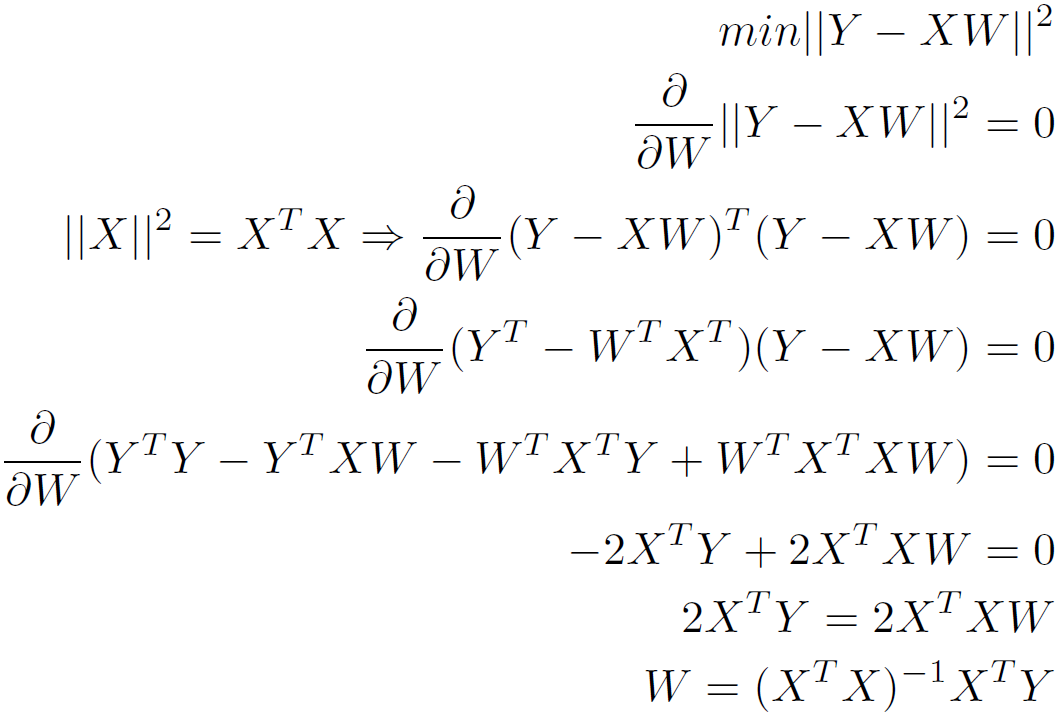 min||Y − XW||²
∂/∂W ||Y − XW||² = 0
||X||² = XᵀX ⇒ ∂/∂W (Y − XW)ᵀ(Y − XW) = 0
∂/∂W (Yᵀ − WᵀXᵀ)(Y − XW) = 0
∂/∂W (YᵀY − YᵀXW − WᵀXᵀY + WᵀXᵀXW) = 0
−2XᵀY + 2XᵀXW = 0
2XᵀY = 2XᵀXW
W = (XᵀX)⁻¹XᵀY